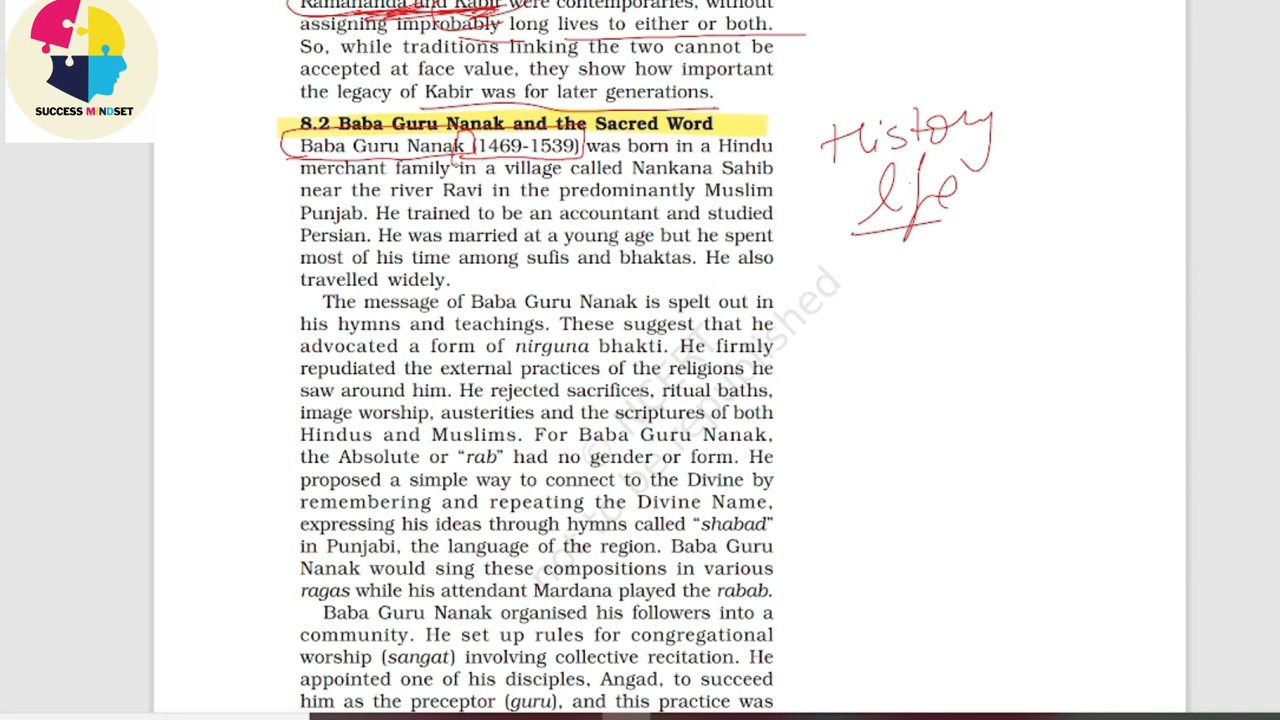 Ramananda and Kabir were contemporaries, without
assigning improbably long lives to either or both.
So, while traditions linking the two cannot be
accepted at face value, they show how important
the legacy of Kabir was for later generations.
SUCCESS MINDSET
8.2 Baba Guru Nanak and the Sacred Word
Baba Guru Nanak (1469-1539) was born in a Hindu
merchant family in a village called Nankana Sahib
near the river Ravi in the predominantly Muslim
Punjab. He trained to be an accountant and studied
Persian. He was married at a young age but he spent
most of his time among sufis and bhaktas. He also
travelled widely.
History
life
The message of Baba Guru Nanak is spelt out in
his hymns and teachings. These suggest that he
advocated a form of nirguna bhakti. He firmly
repudiated the external practices of the religions he
saw around him. He rejected sacrifices, ritual baths,
image worship, austerities and the scriptures of both
Hindus and Muslims. For Baba Guru Nanak,
the Absolute or “rab” had no gender or form. He
proposed a simple way to connect to the Divine by
remembering and repeating the Divine Name,
expressing his ideas through hymns called “shabad”
in Punjabi, the language of the region. Baba Guru
Nanak would sing these compositions in various
ragas while his attendant Mardana played the rabab.
Baba Guru Nanak organised his followers into a
community. He set up rules for congregational
worship (sangat) involving collective recitation. He
appointed one of his disciples, Angad, to succeed
him as the preceptor (guru), and this practice was
© NCERT
not to be republished